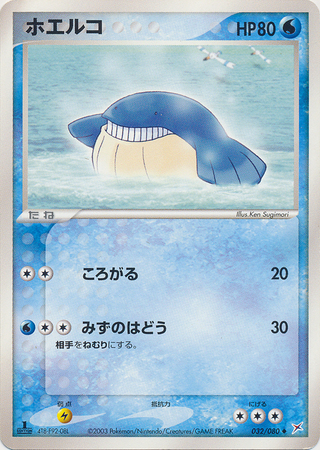 ホエルコ
HP80
たね
Illus.Ken Sugimori
ころがる 20
みずのはどう 30
相手をねむりにする。
弱点 抵抗力 にげる
1
©2003 Pokémon/Nintendo/Creatures/GAME FREAK
032/080